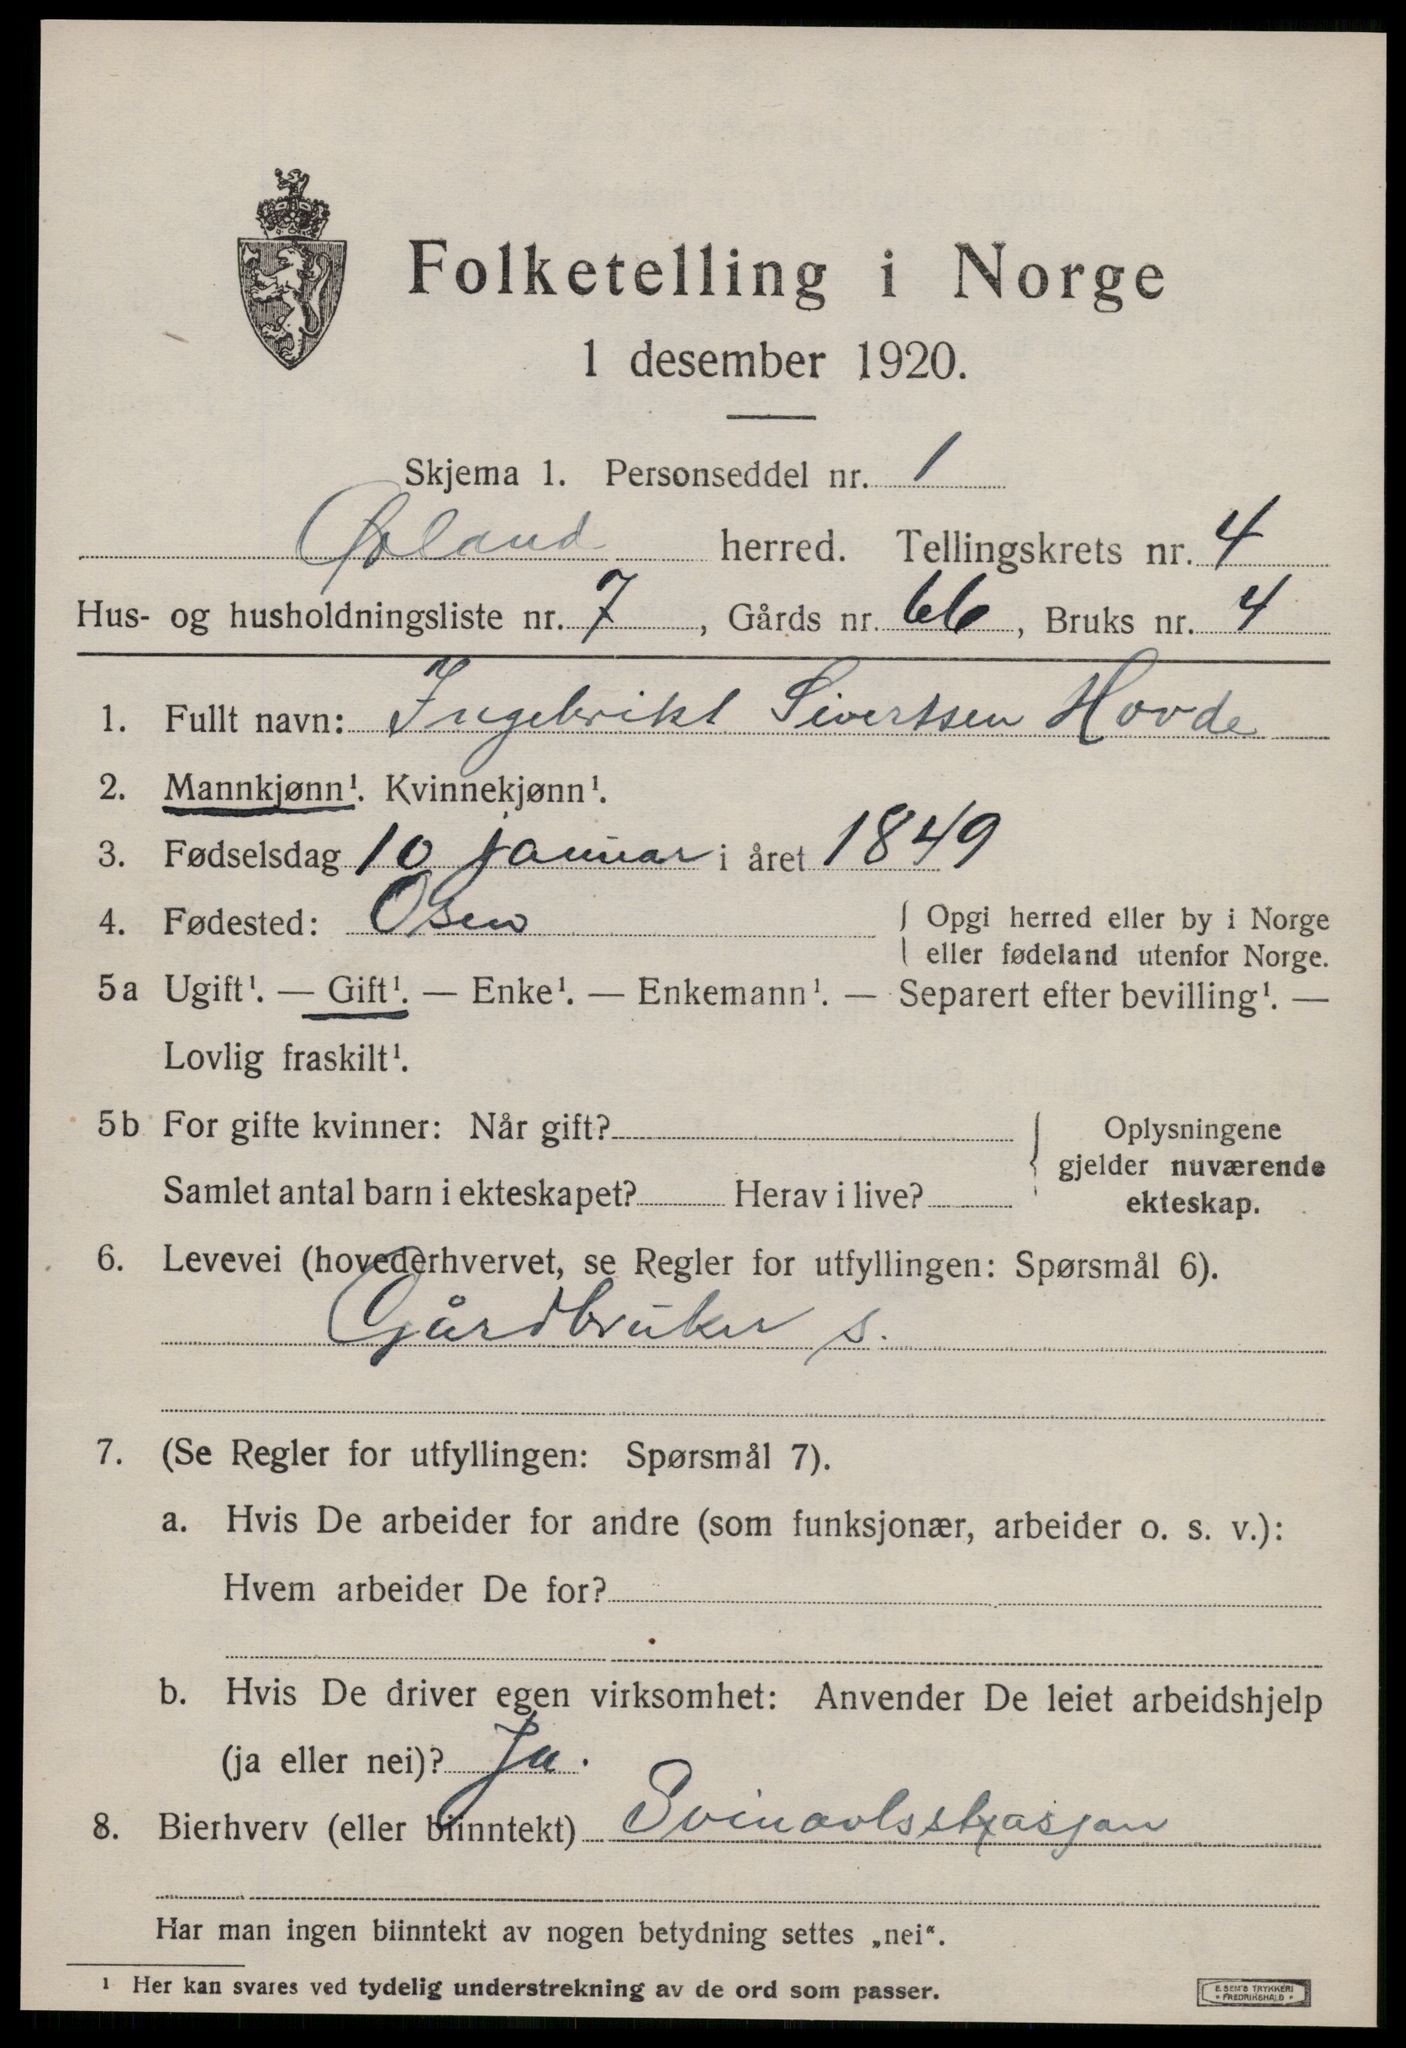 Folketelling i Norge
1 desember 1920.
Skjema 1. Personseddel nr. 1
Ørland herred. Tellingskrets nr. 4
Hus- og husholdningsliste nr. 7, Gårds nr. 66, Bruks nr. 4
1. Fullt navn: Ingebrikt Sivertsen Hovde
2. Mannkjønn¹. Kvinnekjønn¹.
3. Fødselsdag 10 januar i året 1849
4. Fødested: Osen { Opgi herred eller by i Norge
eller fødeland utenfor Norge.
5a Ugift¹. — Gift¹. — Enke¹. — Enkemann¹. — Separert efter bevilling¹. —
Lovlig fraskilt¹.
5b For gifte kvinner: Når gift? { Oplysningene
gjelder nuværende
Samlet antal barn i ekteskapet? Herav i live? ekteskap.
6. Levevei (hovederhvervet, se Regler for utfyllingen: Spørsmål 6).
Gårdbruker s.
7. (Se Regler for utfyllingen: Spørsmål 7).
a. Hvis De arbeider for andre (som funksjonær, arbeider o. s. v.):
Hvem arbeider De for?
b. Hvis De driver egen virksomhet: Anvender De leiet arbeidshjelp
(ja eller nei)? Ja.
8. Bierhverv (eller biinntekt) Svinavlsstasjon
Har man ingen biinntekt av nogen betydning settes „nei“.
¹ Her kan svares ved tydelig understrekning av de ord som passer.
E. SEM'S TRYKKERI
FREDRIKSHALD